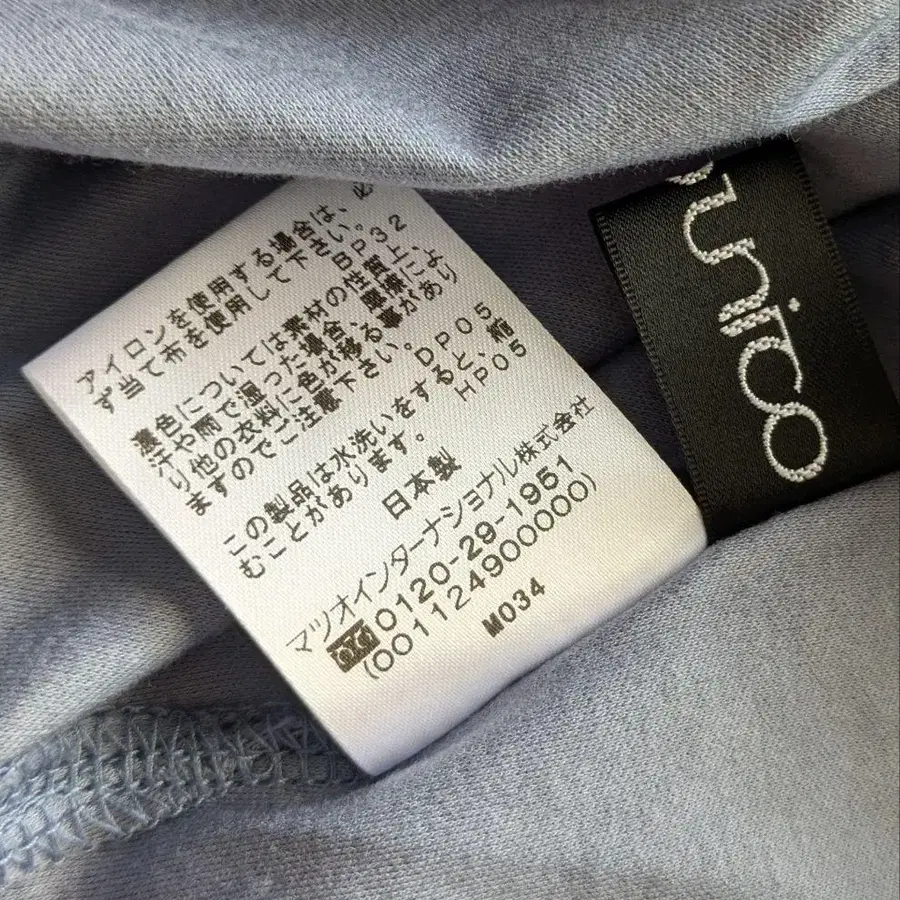 アイロンを使用する場合は、必
ず当て布を使用して下さい。
BP32
濃色については素材の性質上、
汗や雨で湿った場合、摩擦によ
り他の衣料に色が移る事があり
ますのでご注意下さい。 DP05
この製品は水洗いをすると、縮
むことがあります。 HP05
日本製
マツオインターナショナル株式会社
0120-29-1951
(001124900000)
M034
unito